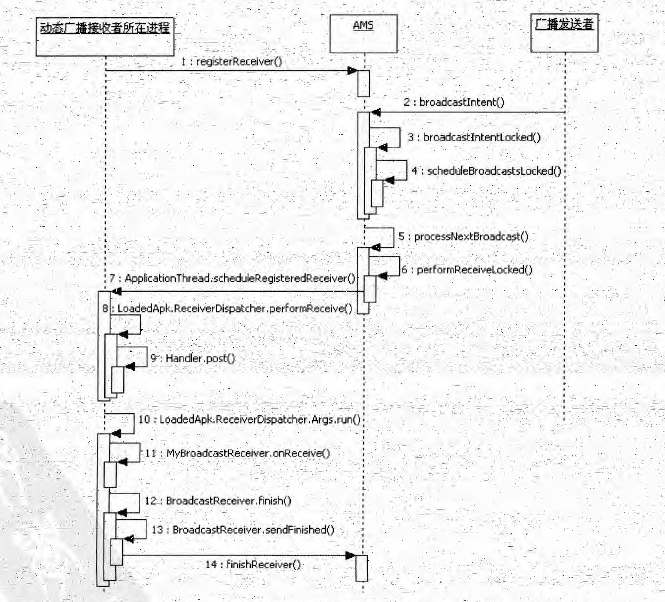 动态广播接收者所在进程
AMS
广播发送者
1 : registerReceiver()
2 : broadcastIntent()
3 : broadcastIntentLocked()
4 : scheduleBroadcastsLocked()
5 : processNextBroadcast()
6 : performReceiveLocked()
7 : ApplicationThread.scheduleRegisteredReceiver()
8 : LoadedApk.ReceiverDispatcher.performReceive()
9 : Handler.post()
10 : LoadedApk.ReceiverDispatcher.Args.run()
11 : MyBroadcastReceiver.onReceive()
12 : BroadcastReceiver.finish()
13 : BroadcastReceiver.sendFinished()
14 : finishReceiver()